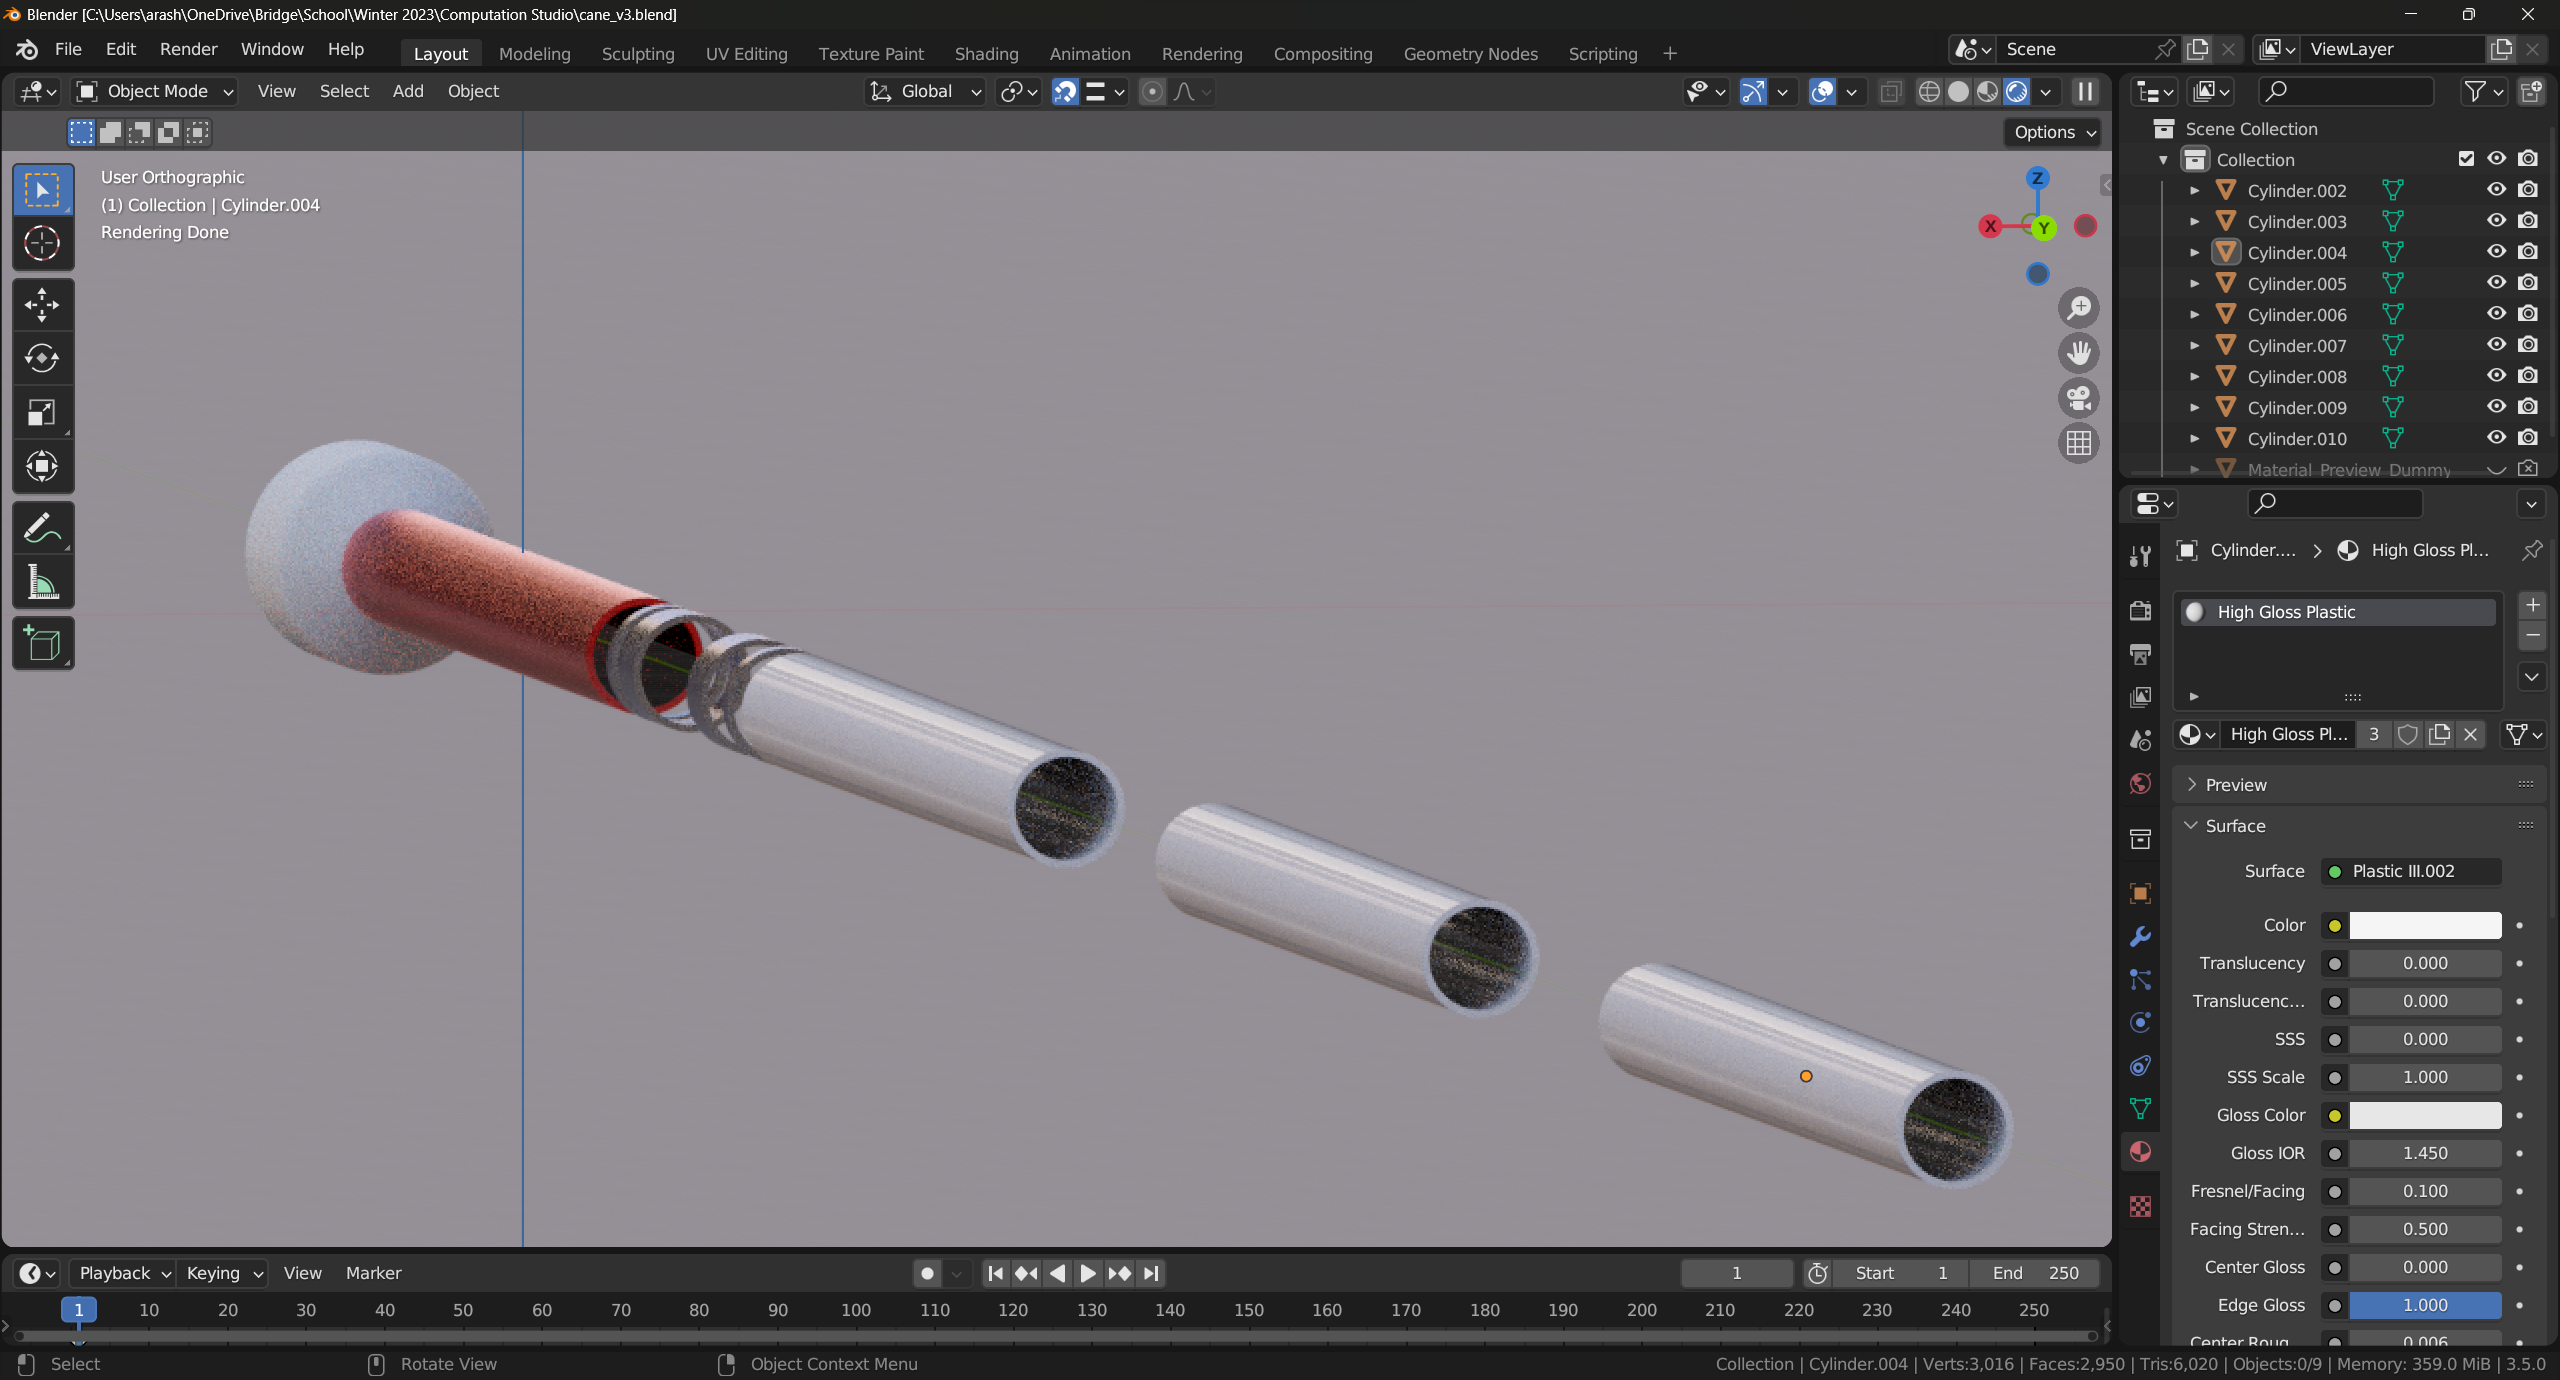 Blender [C:\Users\arash\OneDrive\Bridge\School\Winter 2023\Computation Studio\cane_v3.blend]
File Edit Render Window Help Layout Modeling Sculpting UV Editing Texture Paint Shading Animation Rendering Compositing Geometry Nodes Scripting + Scene ViewLayer
Object Mode View Select Add Object Global
Options
User Orthographic
(1) Collection | Cylinder.004
Rendering Done
Z
X
Y
Scene Collection
Collection
Cylinder.002
Cylinder.003
Cylinder.004
Cylinder.005
Cylinder.006
Cylinder.007
Cylinder.008
Cylinder.009
Cylinder.010
Material Preview Dummy
Cylinder.... > High Gloss Pl...
High Gloss Plastic
High Gloss Pl... 3
Preview
Surface
Surface Plastic III.002
Color
Translucency 0.000
Translucenc... 0.000
SSS 0.000
SSS Scale 1.000
Gloss Color
Gloss IOR 1.450
Fresnel/Facing 0.100
Facing Stren... 0.500
Center Gloss 0.000
Edge Gloss 1.000
Center Roug... 0.006
Playback Keying View Marker 1 Start 1 End 250
1 10 20 30 40 50 60 70 80 90 100 110 120 130 140 150 160 170 180 190 200 210 220 230 240 250
Select Rotate View Object Context Menu Collection | Cylinder.004 | Verts:3,016 | Faces:2,950 | Tris:6,020 | Objects:0/9 | Memory: 359.0 MiB | 3.5.0